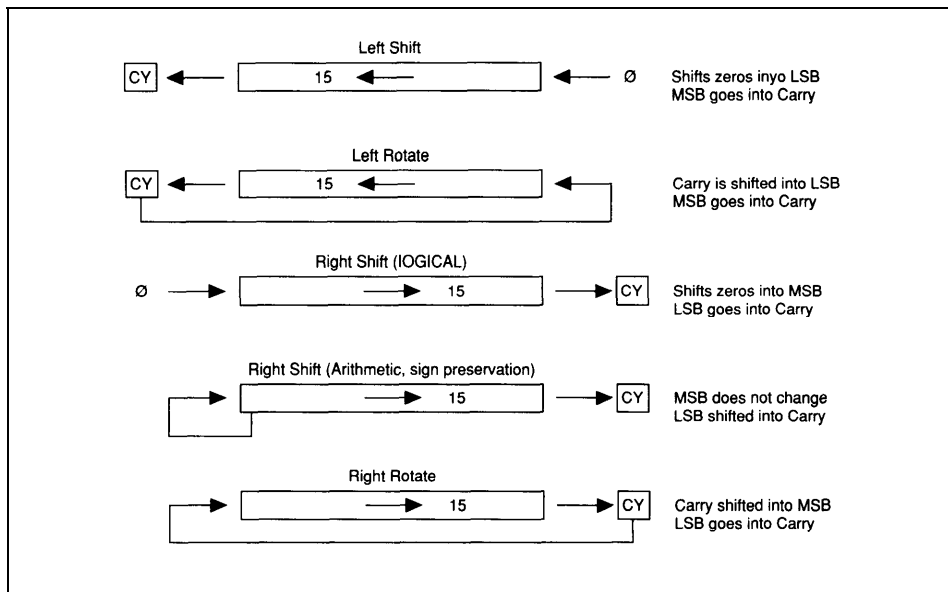 Left Shift
CY 15 Ø Shifts zeros inyo LSB
MSB goes into Carry
Left Rotate
CY 15 Carry is shifted into LSB
MSB goes into Carry
Right Shift (IOGICAL)
Ø 15 CY Shifts zeros into MSB
LSB goes into Carry
Right Shift (Arithmetic, sign preservation)
15 CY MSB does not change
LSB shifted into Carry
Right Rotate
15 CY Carry shifted into MSB
LSB goes into Carry